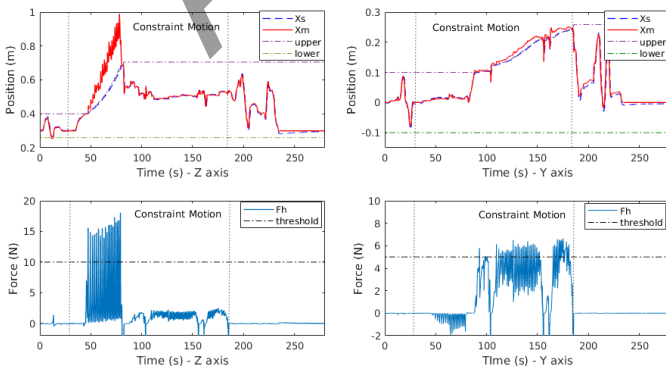 1
0.8
0.6
0.4
0.2
Position (m)
Constraint Motion
Xs
Xm
upper
lower
0 50 100 150 200 250
Time (s) - Z axis
0.3
0.2
0.1
0
-0.1
Position (m)
Constraint Motion
Xs
Xm
upper
lower
0 50 100 150 200 250
Time (s) - Y axis
20
15
10
5
0
Force (N)
Constraint Motion
Fh
threshold
0 50 100 150 200 250
Time (s) - Z axis
10
8
6
4
2
0
-2
Force (N)
Constraint Motion
Fh
threshold
0 50 100 150 200 250
TIme (s) - Y axis